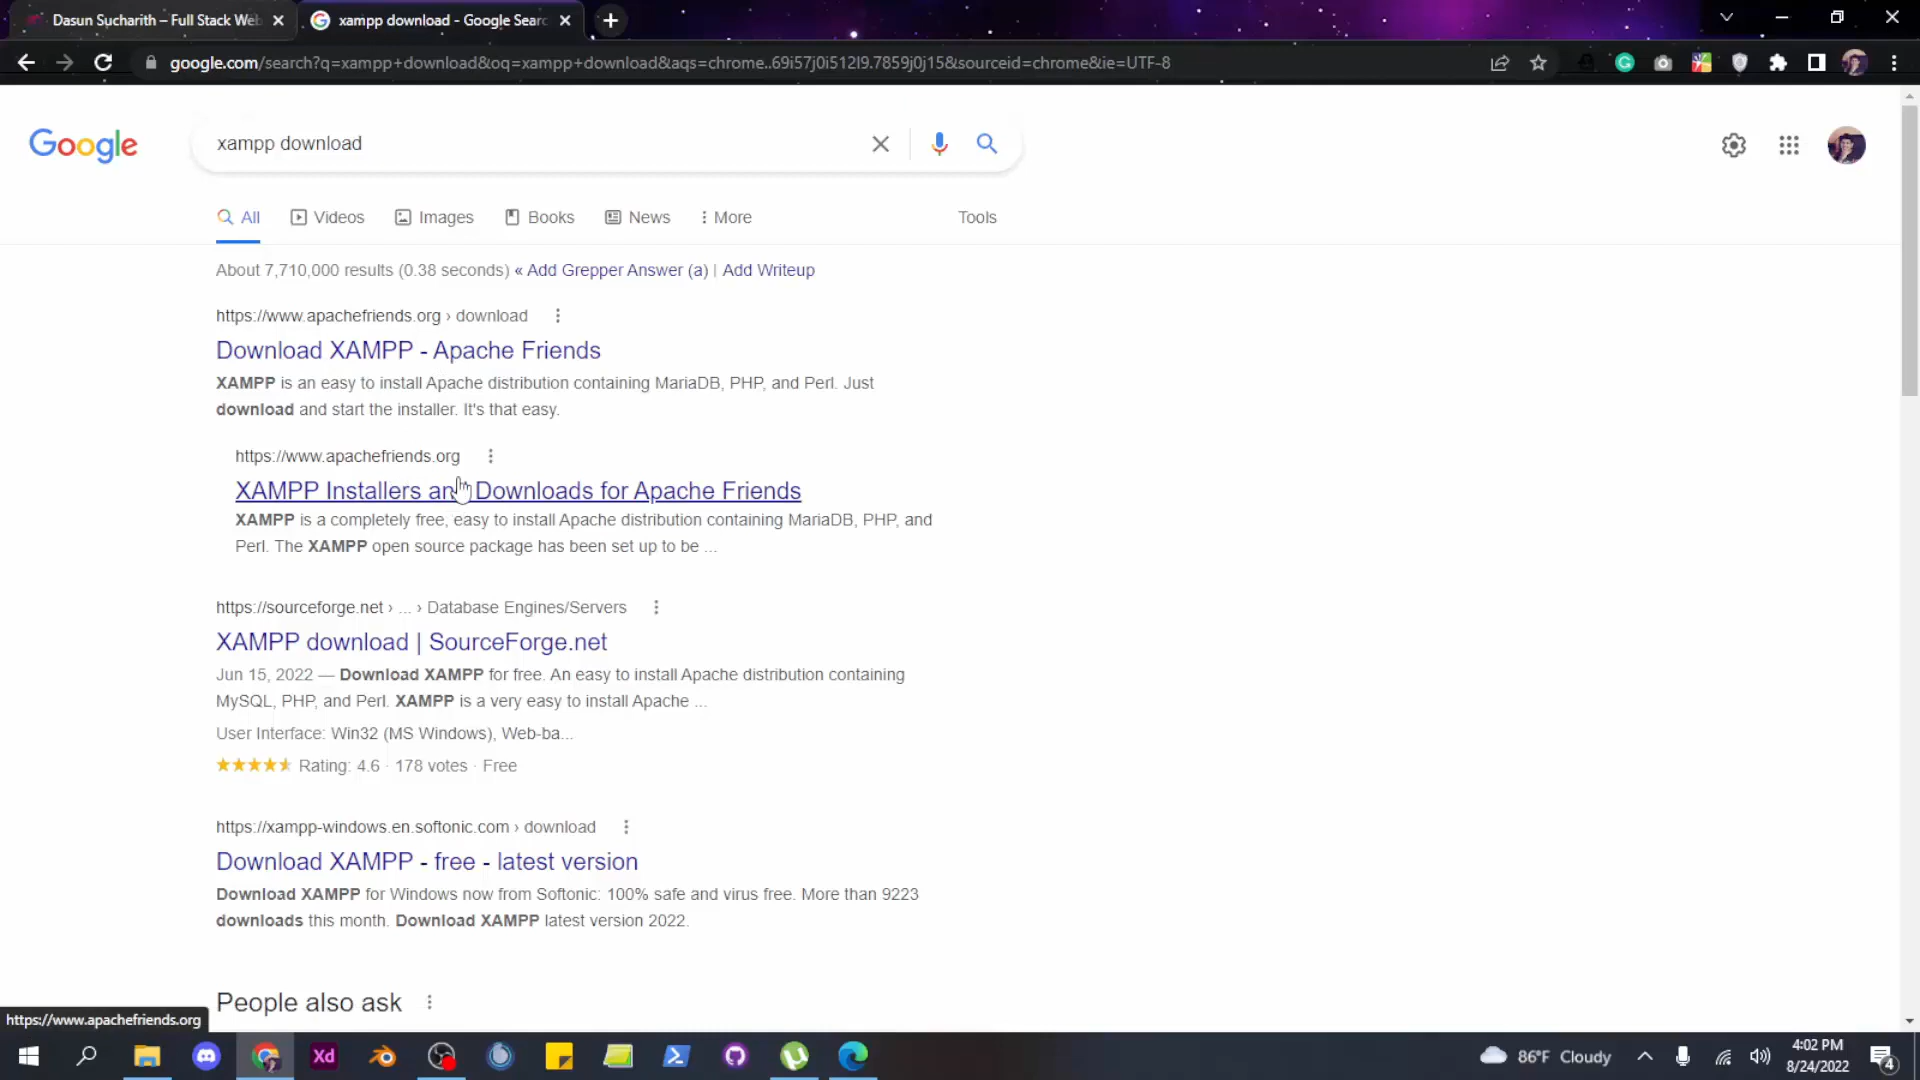 Dasun Sucharith – Full Stack Web
xampp download - Google Searc
google.com/search?q=xampp+download&oq=xampp+download&aqs=chrome..69i57j0i512l9.7859j0j15&sourceid=chrome&ie=UTF-8
Google
xampp download
All
Videos
Images
Books
News
More
Tools
About 7,710,000 results (0.38 seconds) « Add Grepper Answer (a) | Add Writeup
https://www.apachefriends.org › download
Download XAMPP - Apache Friends
XAMPP is an easy to install Apache distribution containing MariaDB, PHP, and Perl. Just
download and start the installer. It's that easy.
https://www.apachefriends.org
XAMPP Installers and Downloads for Apache Friends
XAMPP is a completely free, easy to install Apache distribution containing MariaDB, PHP, and
Perl. The XAMPP open source package has been set up to be ...
https://sourceforge.net › ... › Database Engines/Servers
XAMPP download | SourceForge.net
Jun 15, 2022 — Download XAMPP for free. An easy to install Apache distribution containing
MySQL, PHP, and Perl. XAMPP is a very easy to install Apache ...
User Interface: Win32 (MS Windows), Web-ba...
Rating: 4.6 · 178 votes · Free
https://xampp-windows.en.softonic.com › download
Download XAMPP - free - latest version
Download XAMPP for Windows now from Softonic: 100% safe and virus free. More than 9223
downloads this month. Download XAMPP latest version 2022.
People also ask
https://www.apachefriends.org
Xd
86°F Cloudy
4:02 PM
8/24/2022
4